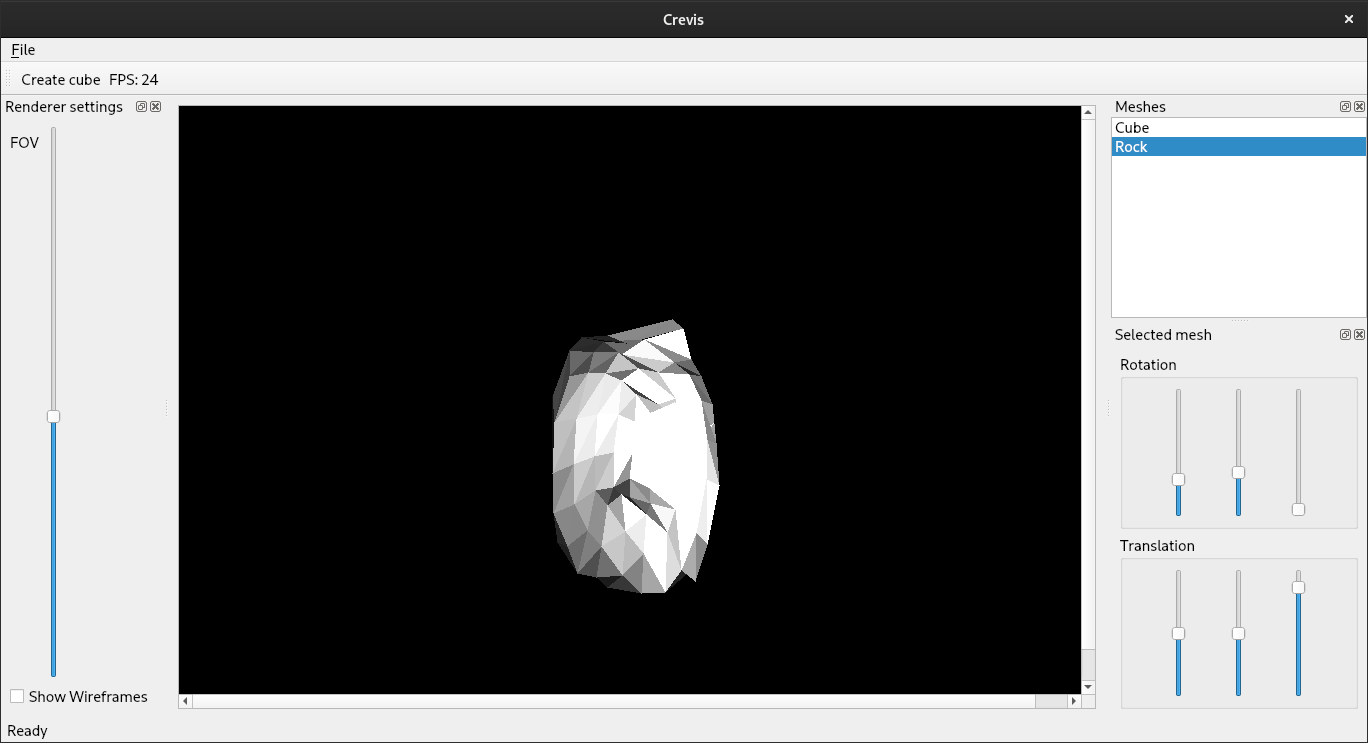 Crevis
File
Create cube FPS: 24
Renderer settings
FOV
Show Wireframes
Ready
Meshes
Cube
Rock
Selected mesh
Rotation
Translation